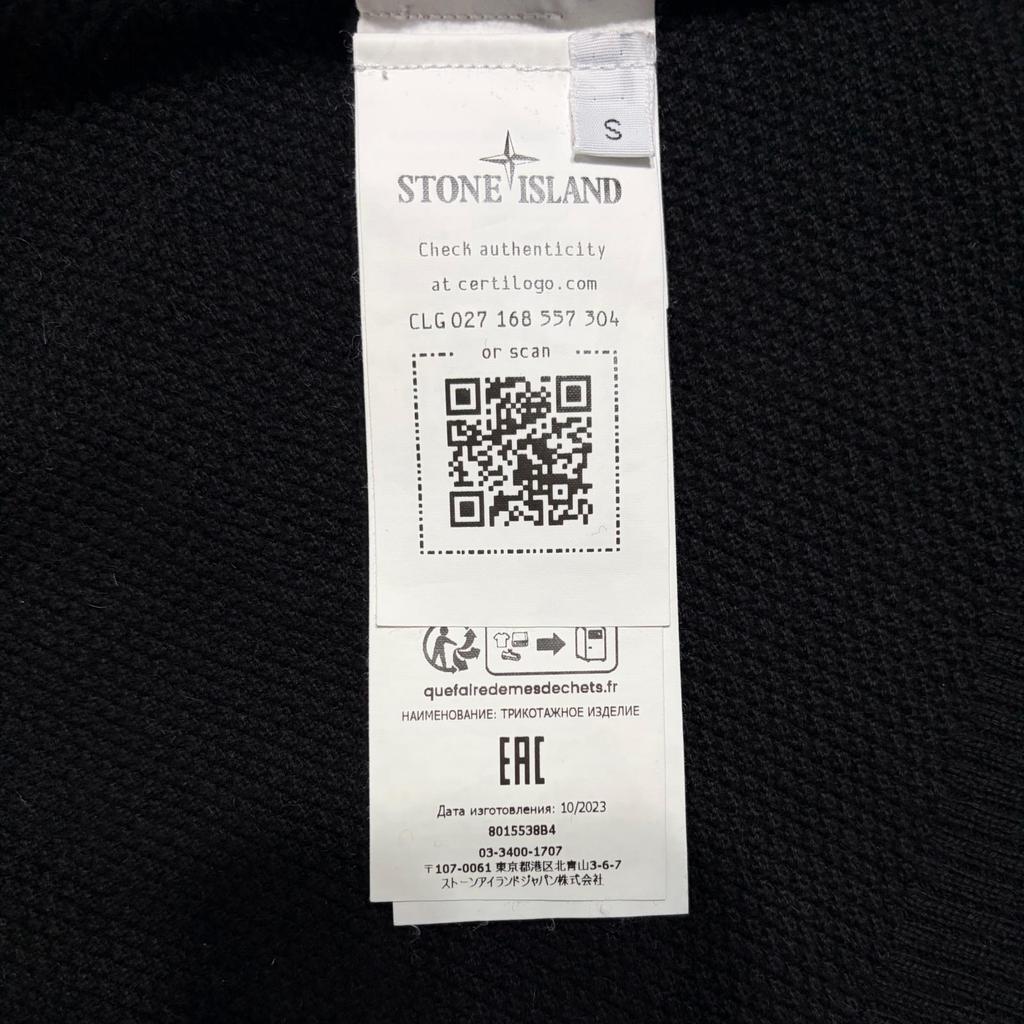 S
STONE ISLAND
Check authenticity
at certilogo.com
CLG 027 168 557 304
or scan
quefairedemesdechets.fr
НАИМЕНОВАНИЕ: ТРИКОТАЖНОЕ ИЗДЕЛИЕ
EAC
Дата изготовления: 10/2023
8015538B4
03-3400-1707
〒107-0061 東京都港区北青山3-6-7
ストーンアイランドジャパン株式会社